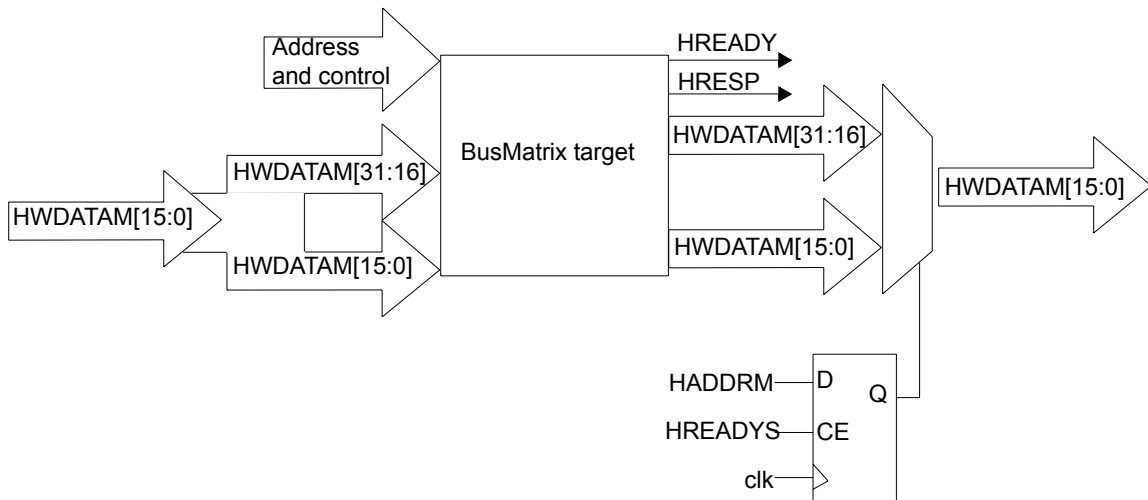 Address
and control
HREADY
HRESP
HWDATAM[31:16]
BusMatrix target
HWDATAM[31:16]
HWDATAM[15:0]
HWDATAM[15:0]
HWDATAM[15:0]
HWDATAM[15:0]
HADDRM
D
Q
HREADYS
CE
clk